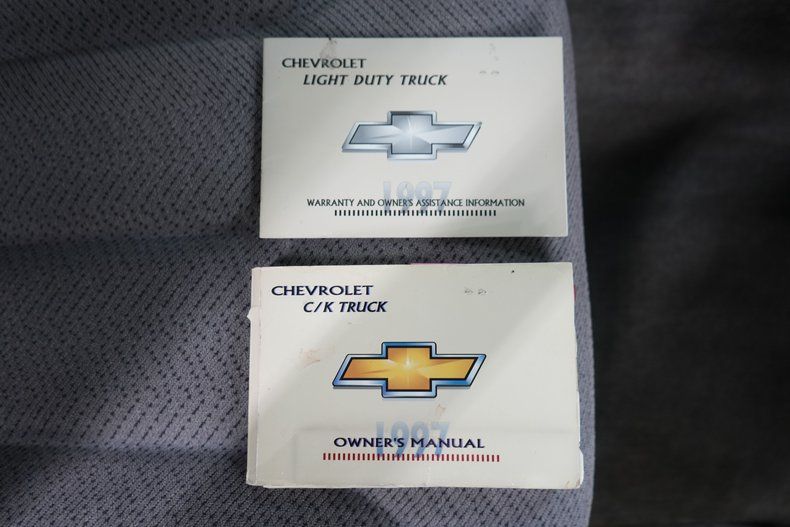 CHEVROLET
LIGHT DUTY TRUCK
1997
WARRANTY AND OWNER'S ASSISTANCE INFORMATION
CHEVROLET
C/K TRUCK
1997
OWNER'S MANUAL